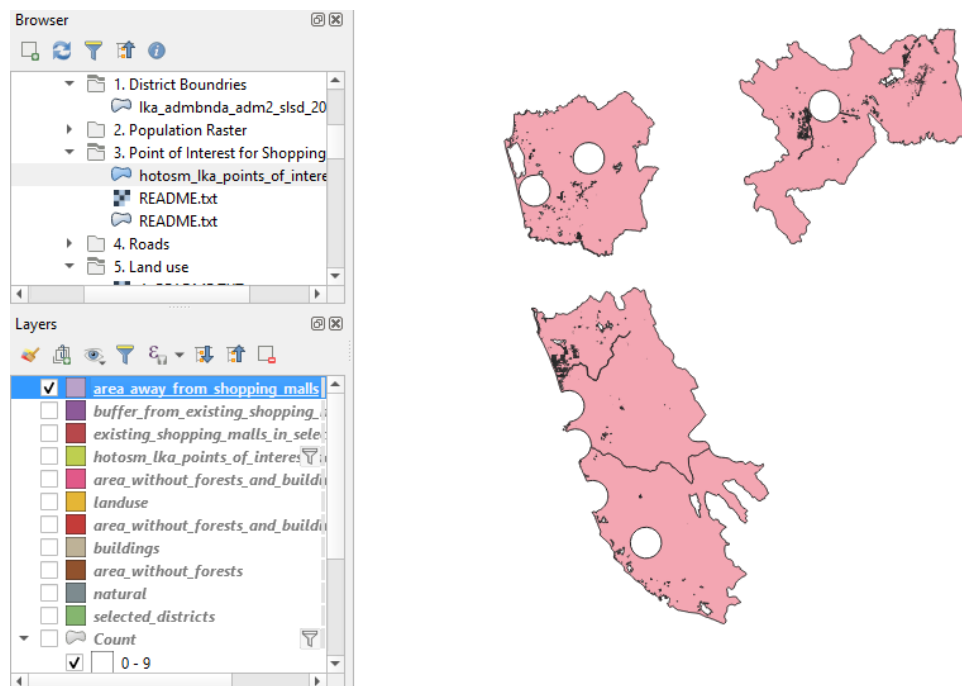 Browser
1. District Boundries
lka_admbnda_adm2_slsd_20
2. Population Raster
3. Point of Interest for Shopping
hotosm_lka_points_of_intere
README.txt
README.txt
4. Roads
5. Land use
Layers
area_away_from_shopping_malls
buffer_from_existing_shopping_
existing_shopping_malls_in_sele
hotosm_lka_points_of_interes
area_without_forests_and_buildi
landuse
area_without_forests_and_buildi
buildings
area_without_forests
natural
selected_districts
Count
0 - 9